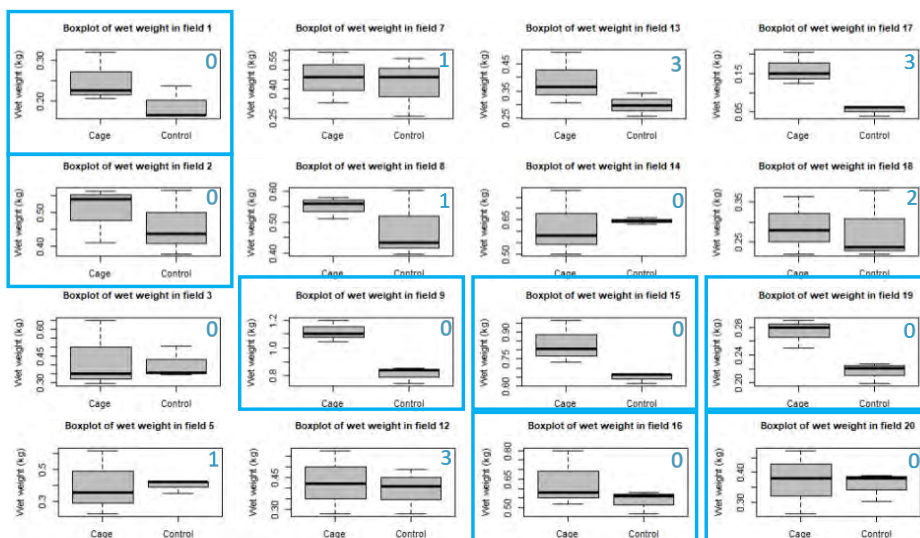 Boxplot of wet weight in field 1
Wet weight (kg)
0.30
0.20
0
Cage Control
Boxplot of wet weight in field 7
Wet weight (kg)
0.55
0.45
0.35
0.25
1
Cage Control
Boxplot of wet weight in field 13
Wet weight (kg)
0.45
0.35
0.25
3
Cage Control
Boxplot of wet weight in field 17
Wet weight (kg)
0.15
0.05
3
Cage Control
Boxplot of wet weight in field 2
Wet weight (kg)
0.50
0.40
0
Cage Control
Boxplot of wet weight in field 8
Wet weight (kg)
0.60
0.50
0.40
1
Cage Control
Boxplot of wet weight in field 14
Wet weight (kg)
0.65
0.50
0
Cage Control
Boxplot of wet weight in field 18
Wet weight (kg)
0.35
0.25
2
Cage Control
Boxplot of wet weight in field 3
Wet weight (kg)
0.60
0.45
0.30
0
Cage Control
Boxplot of wet weight in field 9
Wet weight (kg)
1.2
1.0
0.8
0
Cage Control
Boxplot of wet weight in field 15
Wet weight (kg)
0.90
0.75
0.60
0
Cage Control
Boxplot of wet weight in field 19
Wet weight (kg)
0.28
0.24
0.20
0
Cage Control
Boxplot of wet weight in field 5
Wet weight (kg)
0.5
0.3
1
Cage Control
Boxplot of wet weight in field 12
Wet weight (kg)
0.50
0.40
0.30
3
Cage Control
Boxplot of wet weight in field 16
Wet weight (kg)
0.60
0.50
0
Cage Control
Boxplot of wet weight in field 20
Wet weight (kg)
0.40
0.30
0
Cage Control